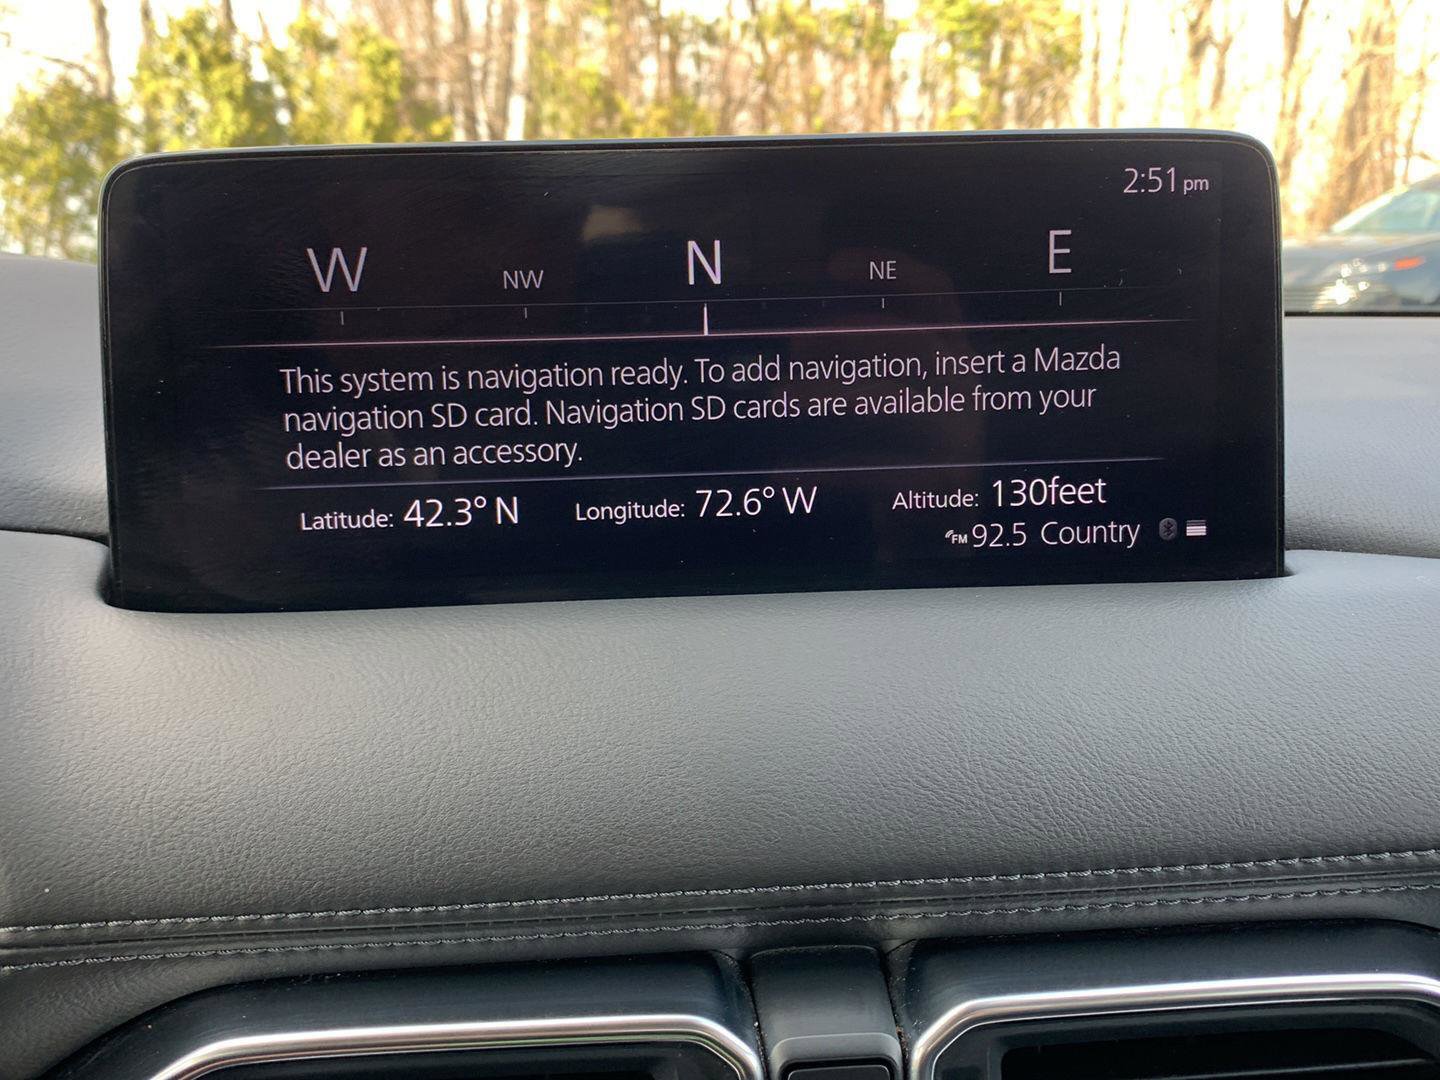 2:51 pm
W NW N NE E
This system is navigation ready. To add navigation, insert a Mazda
navigation SD card. Navigation SD cards are available from your
dealer as an accessory.
Latitude: 42.3° N Longitude: 72.6° W Altitude: 130feet
FM 92.5 Country